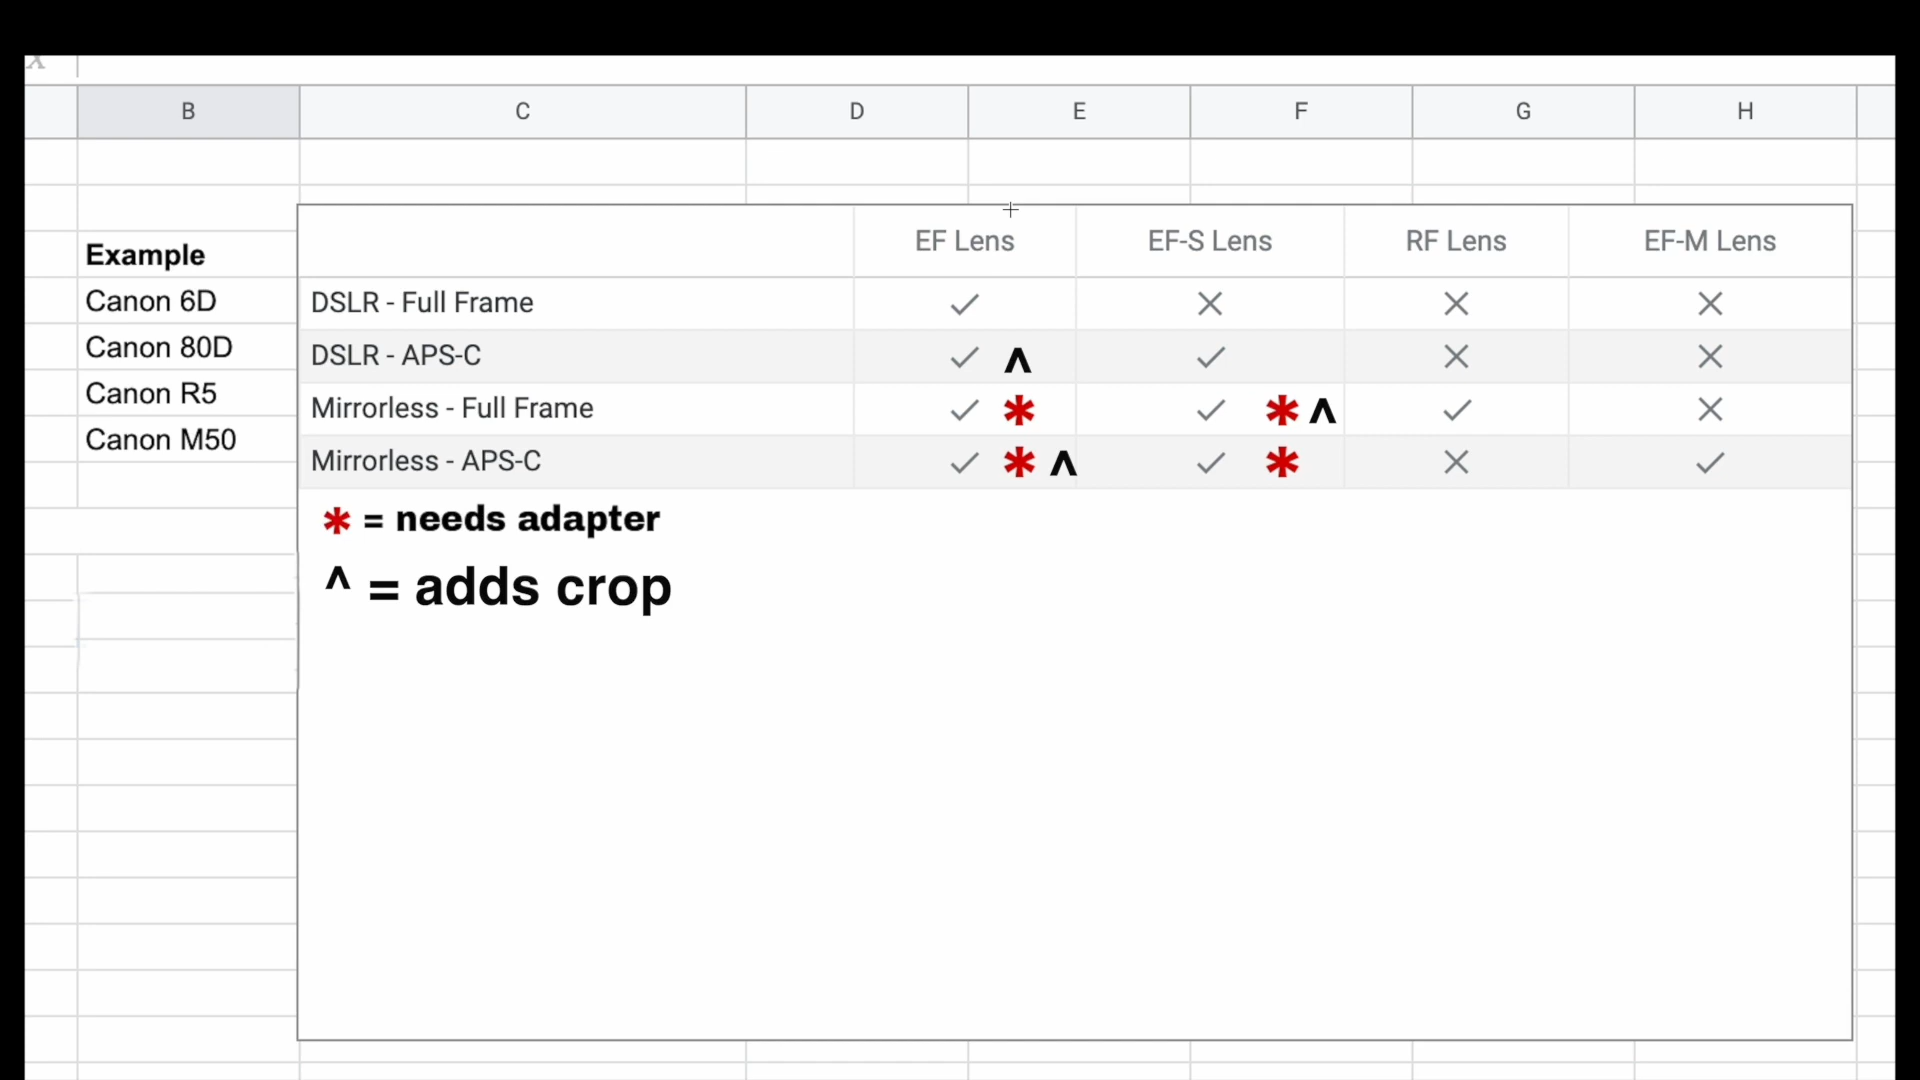 X
B C D E F G H
EF Lens EF-S Lens RF Lens EF-M Lens
Example
Canon 6D DSLR - Full Frame ✓ ✕ ✕ ✕
Canon 80D DSLR - APS-C ✓ ^ ✓ ✕ ✕
Canon R5 Mirrorless - Full Frame ✓ * ✓ * ^ ✓ ✕
Canon M50 Mirrorless - APS-C ✓ * ^ ✓ * ✕ ✓
* = needs adapter
^ = adds crop